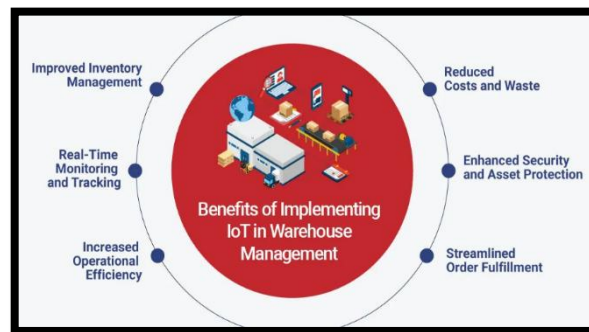 Improved Inventory
Management
Real-Time
Monitoring
and Tracking
Increased
Operational
Efficiency
Benefits of Implementing
IoT in Warehouse
Management
Reduced
Costs and Waste
Enhanced Security
and Asset Protection
Streamlined
Order Fulfillment